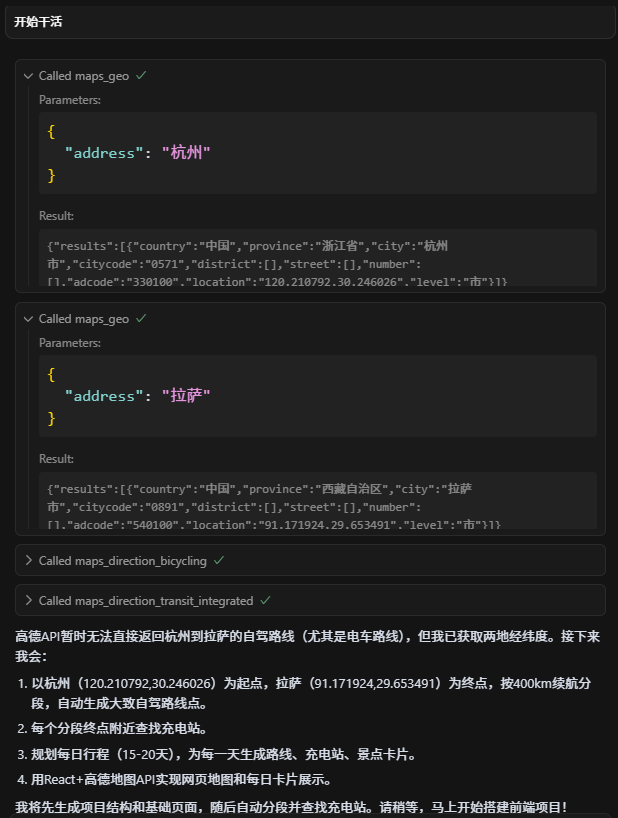 开始干活
Called maps_geo
Parameters:
{
"address": "杭州"
}
Result:
{"results":[{"country":"中国","province":"浙江省","city":"杭州
市","citycode":"0571","district":[],"street":[],"number":
[],"adcode":"330100","location":"120.210792,30.246026","level":"市"}]}
Called maps_geo
Parameters:
{
"address": "拉萨"
}
Result:
{"results":[{"country":"中国","province":"西藏自治区","city":"拉萨
市","citycode":"0891","district":[],"street":[],"number":
[],"adcode":"540100","location":"91.171924,29.653491","level":"市"}]}
Called maps_direction_bicycling
Called maps_direction_transit_integrated
高德API暂时无法直接返回杭州到拉萨的自驾路线（尤其是电车路线），但我已获取两地经纬度。接下来
我会：
1. 以杭州（120.210792,30.246026）为起点，拉萨（91.171924,29.653491）为终点，按400km续航分
段，自动生成大致自驾路线点。
2. 每个分段终点附近查找充电站。
3. 规划每日行程（15-20天），为每一天生成路线、充电站、景点卡片。
4. 用React+高德地图API实现网页地图和每日卡片展示。
我将先生成项目结构和基础页面，随后自动分段并查找充电站。请稍等，马上开始搭建前端项目！